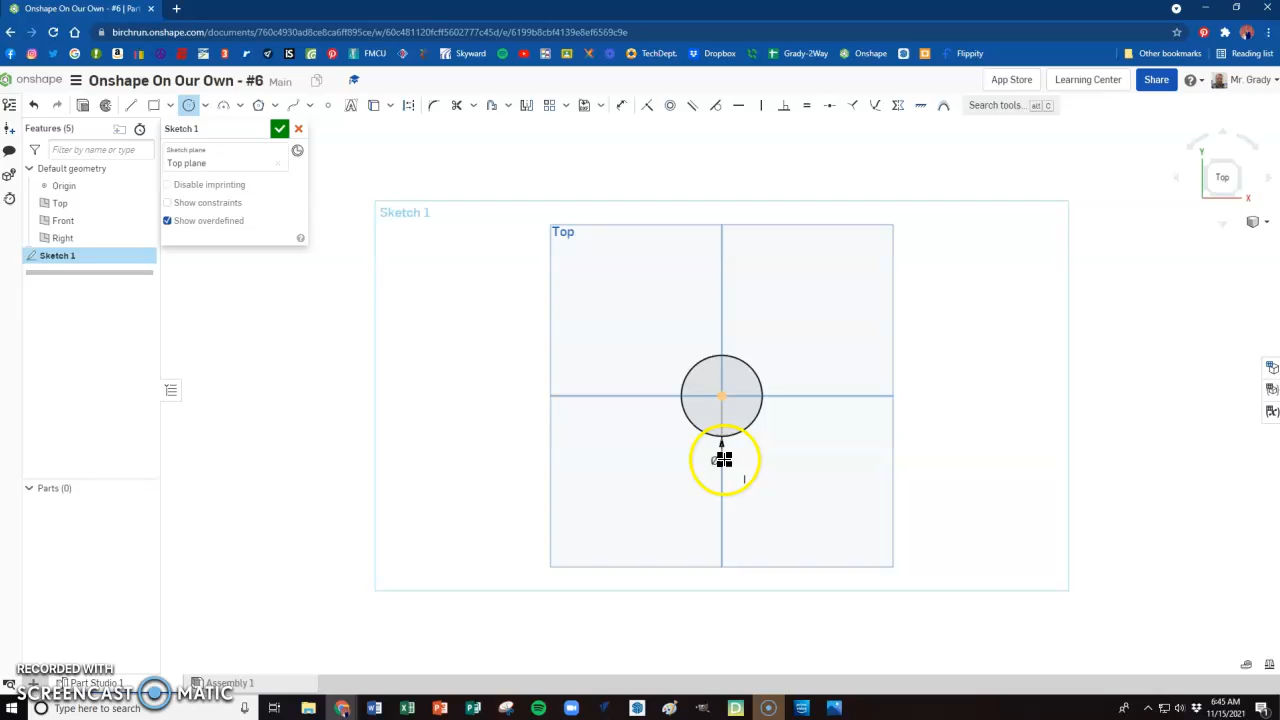 Onshape On Our Own - #6 | Part
birchrun.onshape.com/documents/760c4930ad8ce8ca6ff895ce/w/60c481120fcff5602777c45d/e/6199b8cbf4139e8ef6569c9e
FMCU
Skyward
TechDept.
Dropbox
Grady-2Way
Onshape
Flippity
Other bookmarks
Reading list
onshape
Onshape On Our Own - #6 Main
App Store
Learning Center
Share
Mr. Grady
Search tools...
alt C
Features (5)
Filter by name or type
Default geometry
Origin
Top
Front
Right
Sketch 1
Parts (0)
Sketch 1
Sketch plane
Top plane
Disable imprinting
Show constraints
Show overdefined
Sketch 1
Top
Y
Top
X
RECORDED WITH
SCREENCAST MATIC
Part Studio 1
Assembly 1
Type here to search
6:45 AM
11/15/2021